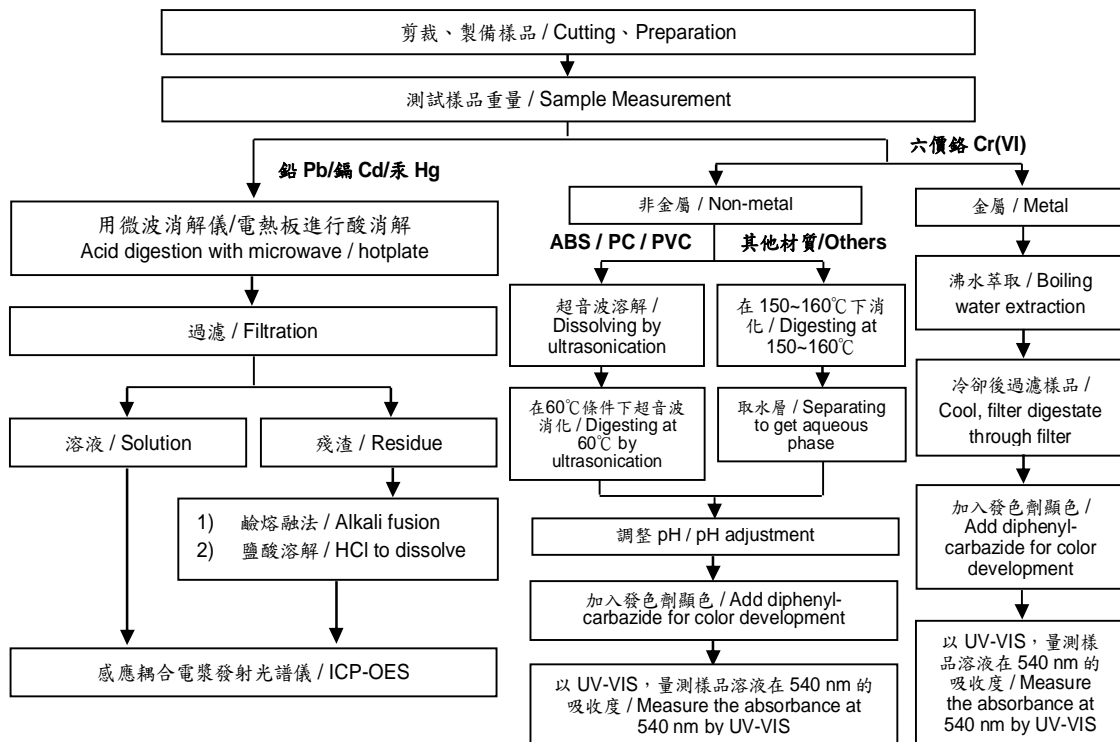 剪裁、製備樣品 / Cutting、Preparation
測試樣品重量 / Sample Measurement
鉛 Pb/鎘 Cd/汞 Hg
六價鉻 Cr(VI)
用微波消解儀/電熱板進行酸消解
Acid digestion with microwave / hotplate
過濾 / Filtration
溶液 / Solution
殘渣 / Residue
1) 鹼熔融法 / Alkali fusion
2) 鹽酸溶解 / HCl to dissolve
感應耦合電漿發射光譜儀 / ICP-OES
非金屬 / Non-metal
ABS / PC / PVC
其他材質/Others
超音波溶解 /
Dissolving by
ultrasonication
在60℃條件下超音波
消化 / Digesting at
60℃ by
ultrasonication
在 150~160℃下消
化 / Digesting at
150~160℃
取水層 / Separating
to get aqueous
phase
調整 pH / pH adjustment
加入發色劑顯色 / Add diphenyl-
carbazide for color development
以 UV-VIS，量測樣品溶液在 540 nm 的
吸收度 / Measure the absorbance at
540 nm by UV-VIS
金屬 / Metal
沸水萃取 / Boiling
water extraction
冷卻後過濾樣品 /
Cool, filter digestate
through filter
加入發色劑顯色 /
Add diphenyl-
carbazide for color
development
以 UV-VIS，量測樣
品溶液在 540 nm 的
吸收度 / Measure
the absorbance at
540 nm by UV-VIS